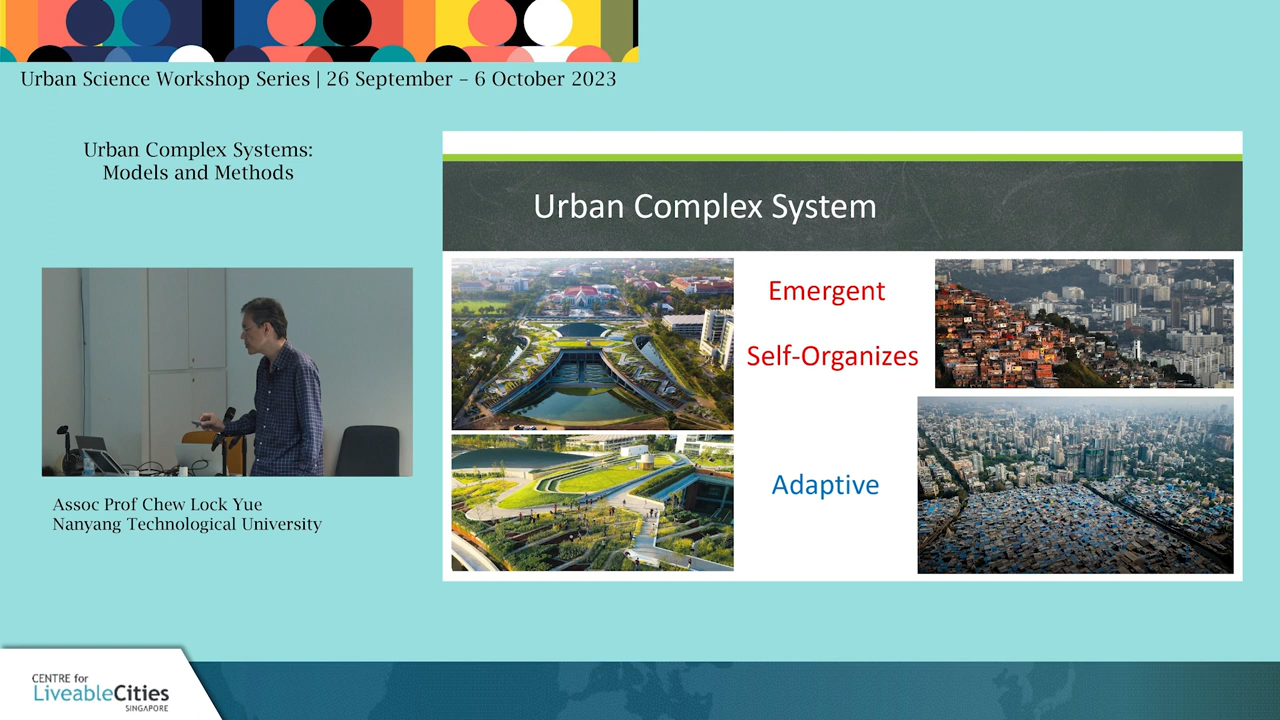 Urban Science Workshop Series | 26 September – 6 October 2023
Urban Complex Systems:
Models and Methods
Urban Complex System
Emergent
Self-Organizes
Adaptive
Assoc Prof Chew Lock Yue
Nanyang Technological University
CENTRE for
LiveableCities
SINGAPORE